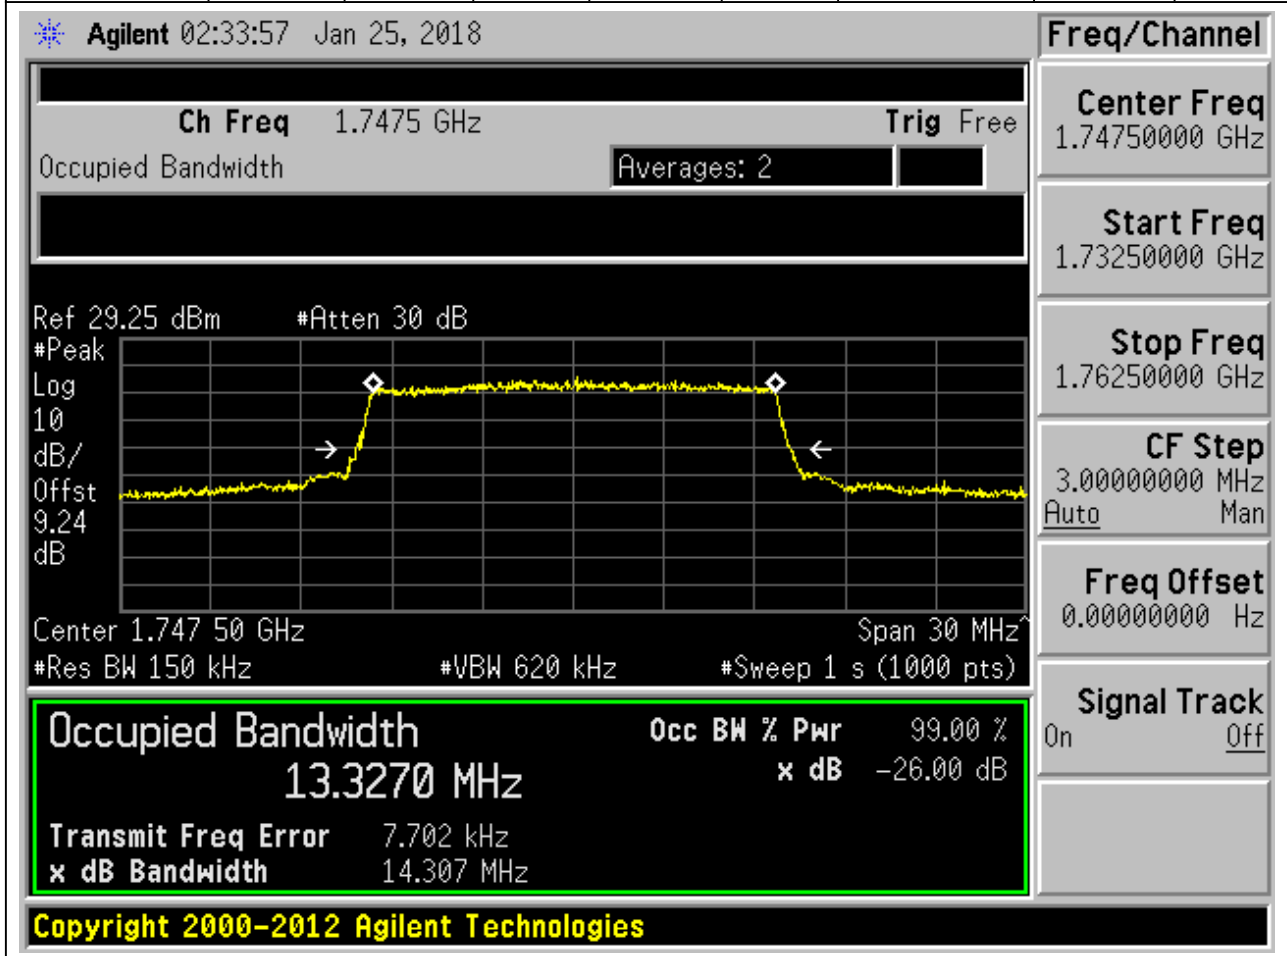 Agilent 02:33:57 Jan 25, 2018
Freq/Channel
Ch Freq 1.7475 GHz Trig Free
Occupied Bandwidth Averages: 2
Ref 29.25 dBm #Atten 30 dB
#Peak
Log
10
dB/
Offst
9.24
dB
Center 1.747 50 GHz Span 30 MHz^
#Res BW 150 kHz #VBW 620 kHz #Sweep 1 s (1000 pts)
Occupied Bandwidth Occ BW % Pwr 99.00 %
13.3270 MHz x dB -26.00 dB
Transmit Freq Error 7.702 kHz
x dB Bandwidth 14.307 MHz
Center Freq
1.74750000 GHz
Start Freq
1.73250000 GHz
Stop Freq
1.76250000 GHz
CF Step
3.00000000 MHz
Auto Man
Freq Offset
0.00000000 Hz
Signal Track
On Off
Copyright 2000-2012 Agilent Technologies